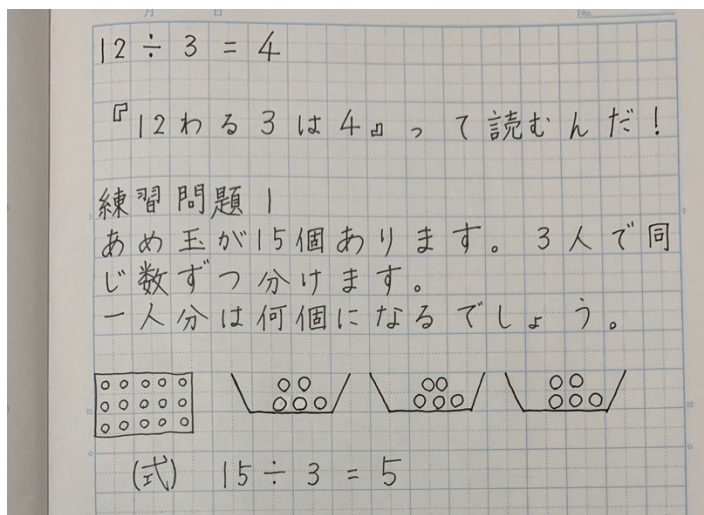 12÷3=4
『12わる3は4』って読むんだ!
練習問題1
あめ玉が15個あります。3人で同
じ数ずつ分けます。
一人分は何個になるでしょう。
(式) 15÷3=5